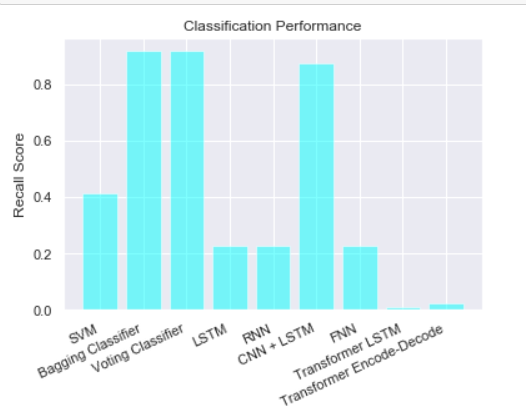 Classification Performance
Recall Score
0.8
0.6
0.4
0.2
0.0
SVM
Bagging Classifier
Voting Classifier
LSTM
RNN
CNN + LSTM
FNN
Transformer LSTM
Transformer Encode-Decode